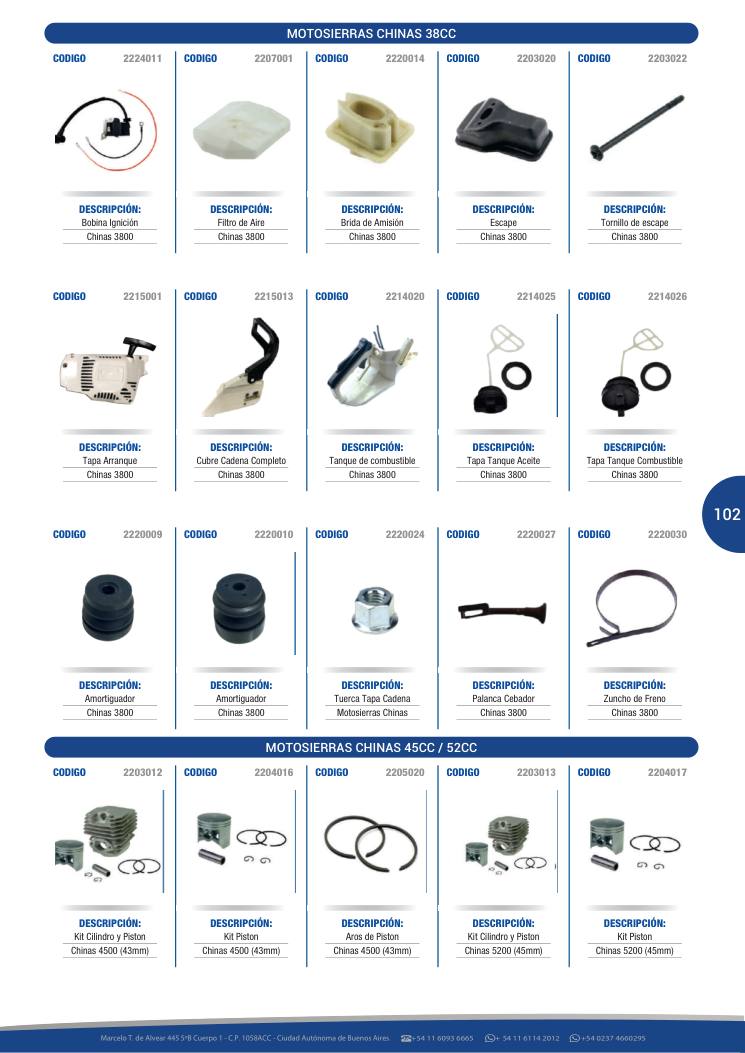 MOTOSIERRAS CHINAS 38CC
CODIGO 2224011
CODIGO 2207001
CODIGO 2220014
CODIGO 2203020
CODIGO 2203022
DESCRIPCIÓN:
Bobina Ignición
Chinas 3800
DESCRIPCIÓN:
Filtro de Aire
Chinas 3800
DESCRIPCIÓN:
Brida de Amisión
Chinas 3800
DESCRIPCIÓN:
Escape
Chinas 3800
DESCRIPCIÓN:
Tornillo de escape
Chinas 3800
CODIGO 2215001
CODIGO 2215013
CODIGO 2214020
CODIGO 2214025
CODIGO 2214026
DESCRIPCIÓN:
Tapa Arranque
Chinas 3800
DESCRIPCIÓN:
Cubre Cadena Completo
Chinas 3800
DESCRIPCIÓN:
Tanque de combustible
Chinas 3800
DESCRIPCIÓN:
Tapa Tanque Aceite
Chinas 3800
DESCRIPCIÓN:
Tapa Tanque Combustible
Chinas 3800
102
CODIGO 2220009
CODIGO 2220010
CODIGO 2220024
CODIGO 2220027
CODIGO 2220030
DESCRIPCIÓN:
Amortiguador
Chinas 3800
DESCRIPCIÓN:
Amortiguador
Chinas 3800
DESCRIPCIÓN:
Tuerca Tapa Cadena
Motosierras Chinas
DESCRIPCIÓN:
Palanca Cebador
Chinas 3800
DESCRIPCIÓN:
Zuncho de Freno
Chinas 3800
MOTOSIERRAS CHINAS 45CC / 52CC
CODIGO 2203012
CODIGO 2204016
CODIGO 2205020
CODIGO 2203013
CODIGO 2204017
DESCRIPCIÓN:
Kit Cilindro y Piston
Chinas 4500 (43mm)
DESCRIPCIÓN:
Kit Piston
Chinas 4500 (43mm)
DESCRIPCIÓN:
Aros de Piston
Chinas 4500 (43mm)
DESCRIPCIÓN:
Kit Cilindro y Piston
Chinas 5200 (45mm)
DESCRIPCIÓN:
Kit Piston
Chinas 5200 (45mm)
Marcelo T. de Alvear 445 5ºB Cuerpo 1 - C.P. 1058ACC - Ciudad Autónoma de Buenos Aires. +54 11 6093 6665 + 54 11 6114 2012 +54 0237 4660295